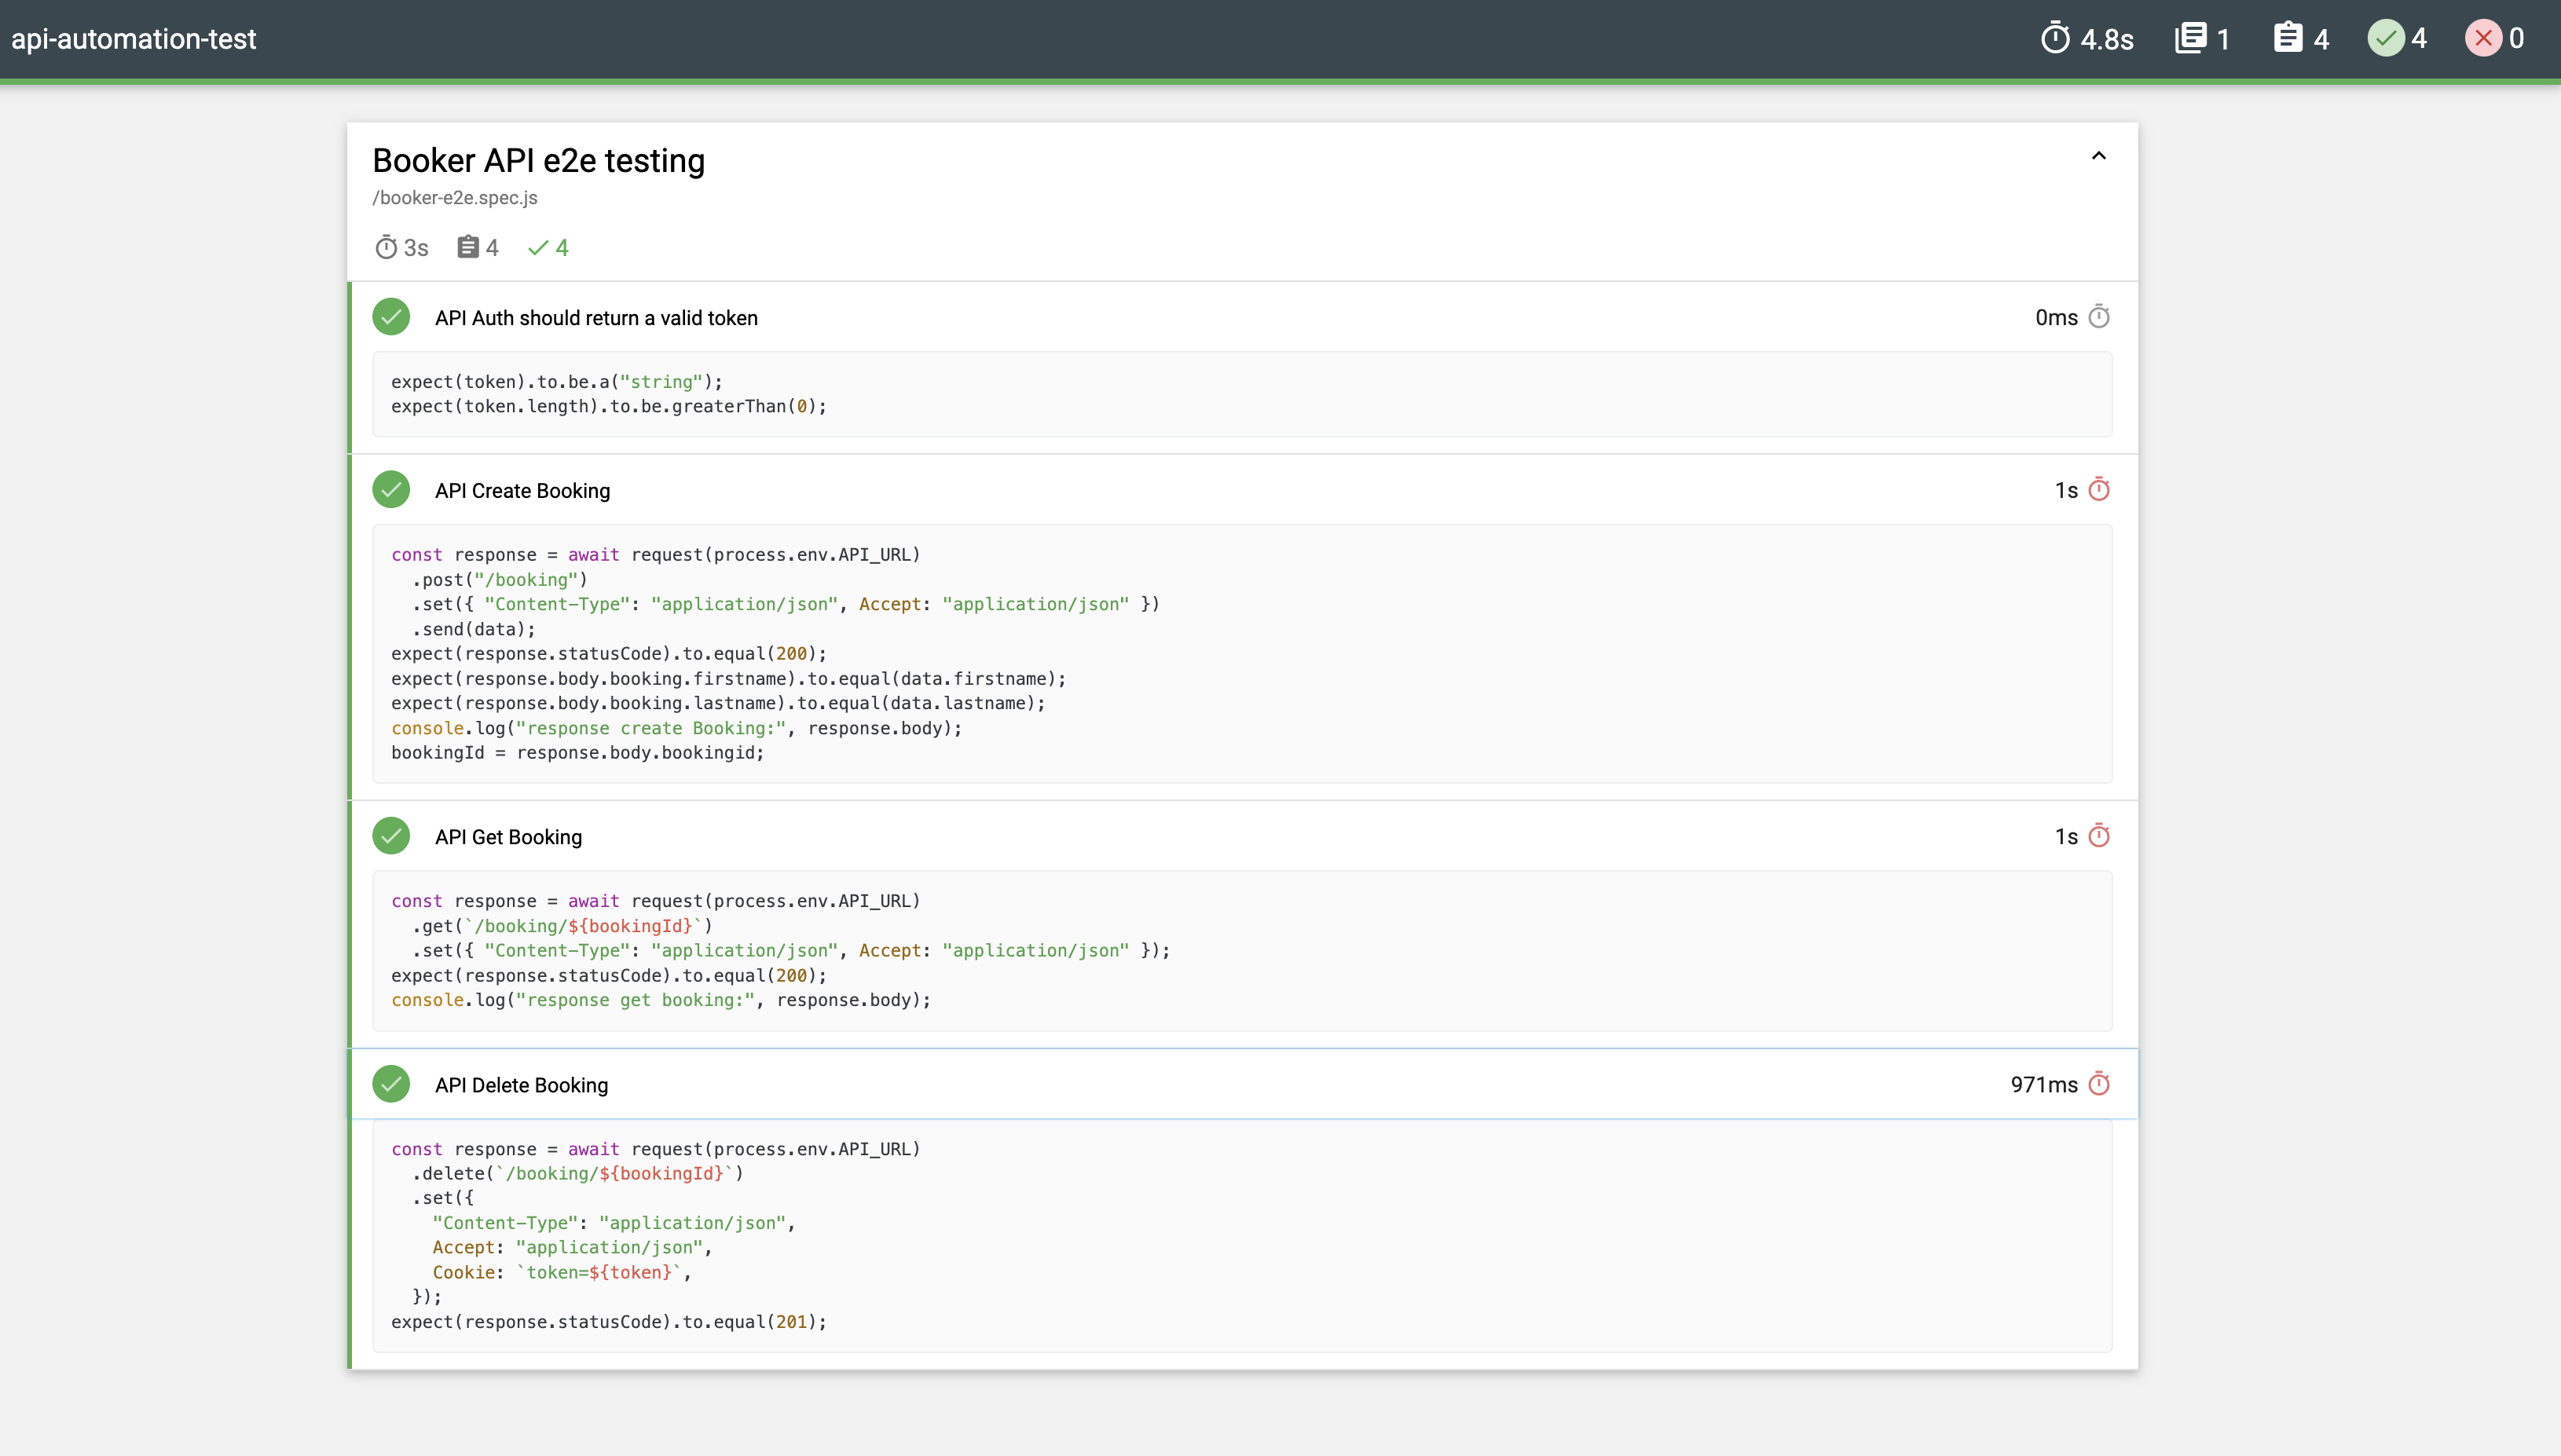 api-automation-test
4.8s 1 4 4 0
Booker API e2e testing
/booker-e2e.spec.js
3s 4 4
API Auth should return a valid token 0ms
expect(token).to.be.a("string");
expect(token.length).to.be.greaterThan(0);
API Create Booking 1s
const response = await request(process.env.API_URL)
  .post("/booking")
  .set({ "Content-Type": "application/json", Accept: "application/json" })
  .send(data);
expect(response.statusCode).to.equal(200);
expect(response.body.booking.firstname).to.equal(data.firstname);
expect(response.body.booking.lastname).to.equal(data.lastname);
console.log("response create Booking:", response.body);
bookingId = response.body.bookingid;
API Get Booking 1s
const response = await request(process.env.API_URL)
  .get(`/booking/${bookingId}`)
  .set({ "Content-Type": "application/json", Accept: "application/json" });
expect(response.statusCode).to.equal(200);
console.log("response get booking:", response.body);
API Delete Booking 971ms
const response = await request(process.env.API_URL)
  .delete(`/booking/${bookingId}`)
  .set({
    "Content-Type": "application/json",
    Accept: "application/json",
    Cookie: `token=${token}`,
  });
expect(response.statusCode).to.equal(201);